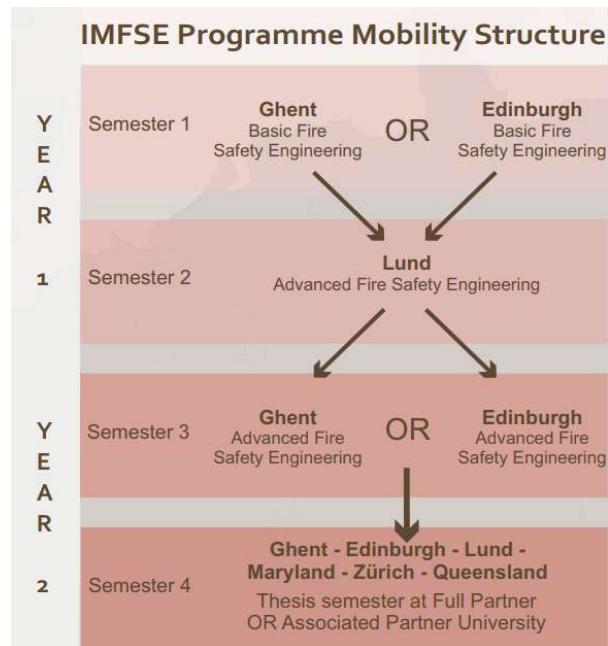 IMFSE Programme Mobility Structure
YEAR 1
Semester 1
Ghent
Basic Fire
Safety Engineering
OR
Edinburgh
Basic Fire
Safety Engineering
Semester 2
Lund
Advanced Fire Safety Engineering
YEAR 2
Semester 3
Ghent
Advanced Fire
Safety Engineering
OR
Edinburgh
Advanced Fire
Safety Engineering
Semester 4
Ghent - Edinburgh - Lund -
Maryland - Zürich - Queensland
Thesis semester at Full Partner
OR Associated Partner University